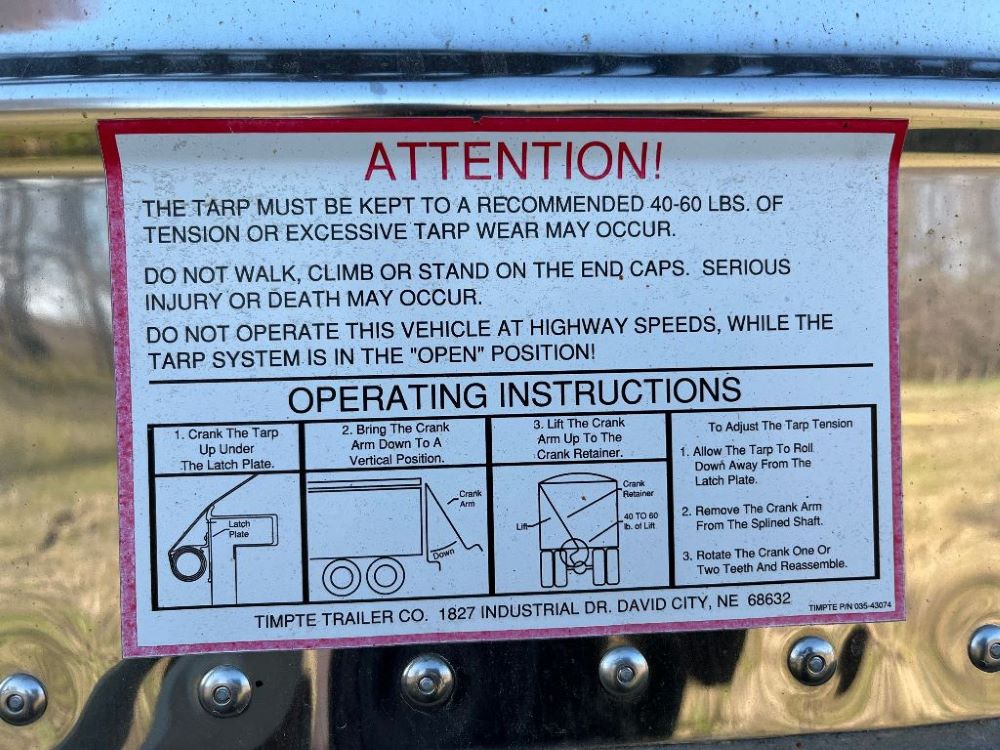 ATTENTION!
THE TARP MUST BE KEPT TO A RECOMMENDED 40-60 LBS. OF
TENSION OR EXCESSIVE TARP WEAR MAY OCCUR.
DO NOT WALK, CLIMB OR STAND ON THE END CAPS. SERIOUS
INJURY OR DEATH MAY OCCUR.
DO NOT OPERATE THIS VEHICLE AT HIGHWAY SPEEDS, WHILE THE
TARP SYSTEM IS IN THE "OPEN" POSITION!
OPERATING INSTRUCTIONS
1. Crank The Tarp
Up Under
The Latch Plate.
Latch
Plate
2. Bring The Crank
Arm Down To A
Vertical Position.
Crank
Arm
Down
3. Lift The Crank
Arm Up To The
Crank Retainer.
Crank
Retainer
Lift
40 TO 60
lb. of Lift
To Adjust The Tarp Tension
1. Allow The Tarp To Roll
Down Away From The
Latch Plate.
2. Remove The Crank Arm
From The Splined Shaft.
3. Rotate The Crank One Or
Two Teeth And Reassemble.
TIMPTE TRAILER CO. 1827 INDUSTRIAL DR. DAVID CITY, NE 68632
TIMPTE P/N 035-43074